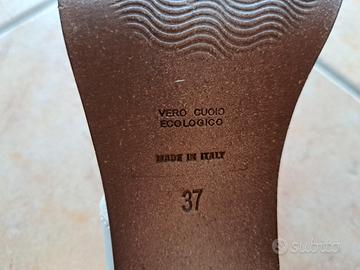 VERO CUOIO
ECOLOGICO
MADE IN ITALY
37
subito